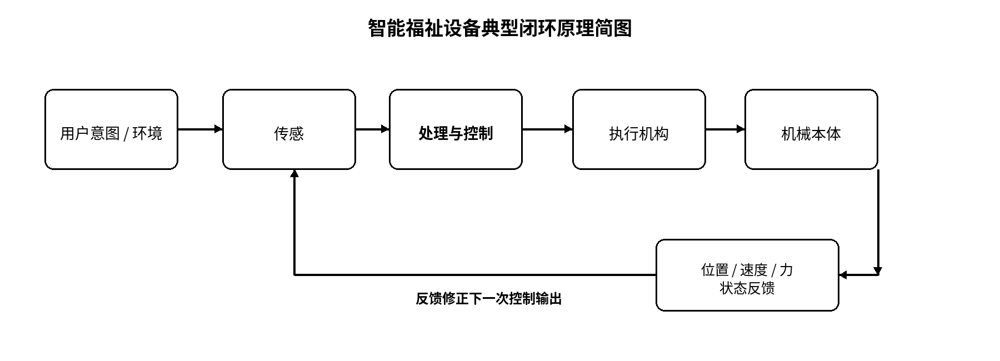 智能福祉设备典型闭环原理简图
用户意图 / 环境
传感
处理与控制
执行机构
机械本体
位置 / 速度 / 力
状态反馈
反馈修正下一次控制输出